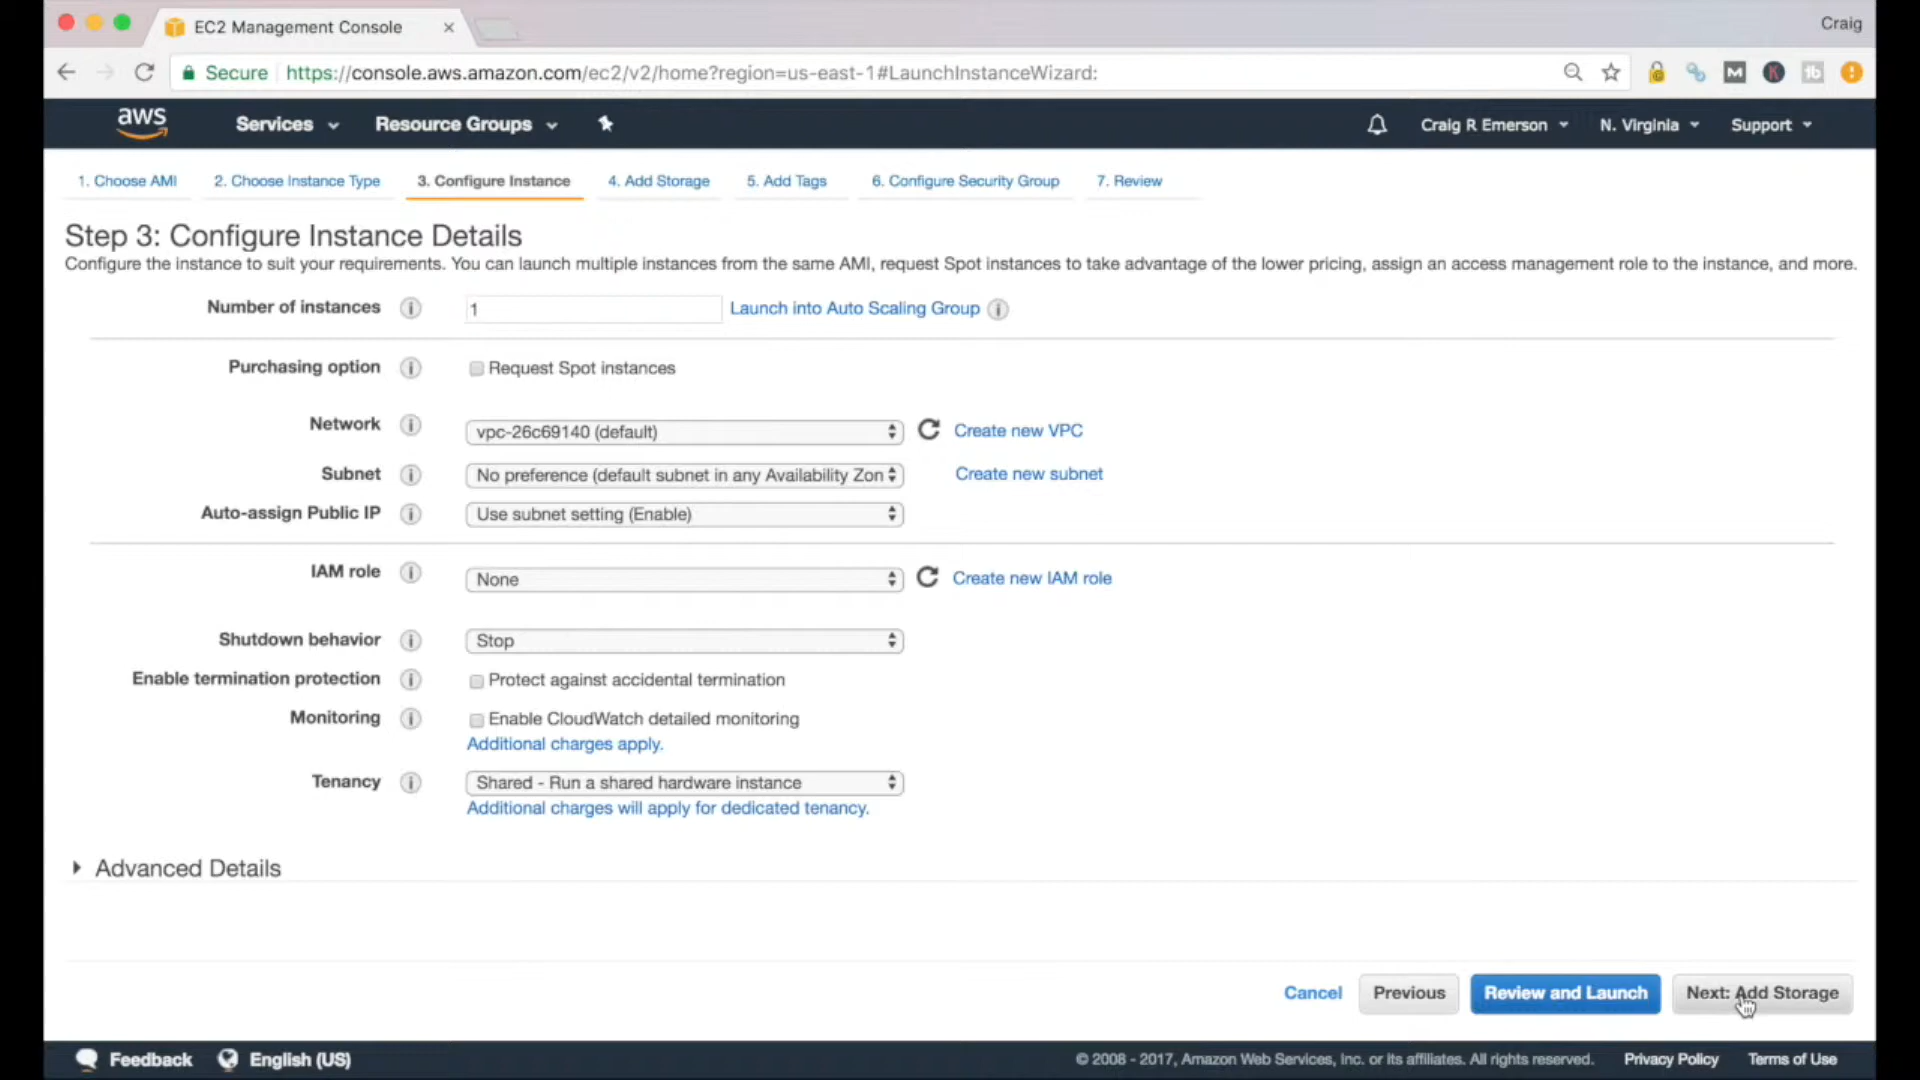 EC2 Management Console
Craig
Secure https://console.aws.amazon.com/ec2/v2/home?region=us-east-1#LaunchInstanceWizard:
aws Services Resource Groups Craig R Emerson N. Virginia Support
1. Choose AMI 2. Choose Instance Type 3. Configure Instance 4. Add Storage 5. Add Tags 6. Configure Security Group 7. Review
Step 3: Configure Instance Details
Configure the instance to suit your requirements. You can launch multiple instances from the same AMI, request Spot instances to take advantage of the lower pricing, assign an access management role to the instance, and more.
Number of instances 1 Launch into Auto Scaling Group
Purchasing option Request Spot instances
Network vpc-26c69140 (default) Create new VPC
Subnet No preference (default subnet in any Availability Zon Create new subnet
Auto-assign Public IP Use subnet setting (Enable)
IAM role None Create new IAM role
Shutdown behavior Stop
Enable termination protection Protect against accidental termination
Monitoring Enable CloudWatch detailed monitoring
Additional charges apply.
Tenancy Shared - Run a shared hardware instance
Additional charges will apply for dedicated tenancy.
Advanced Details
Cancel Previous Review and Launch Next: Add Storage
Feedback English (US) © 2008 - 2017, Amazon Web Services, Inc. or its affiliates. All rights reserved. Privacy Policy Terms of Use